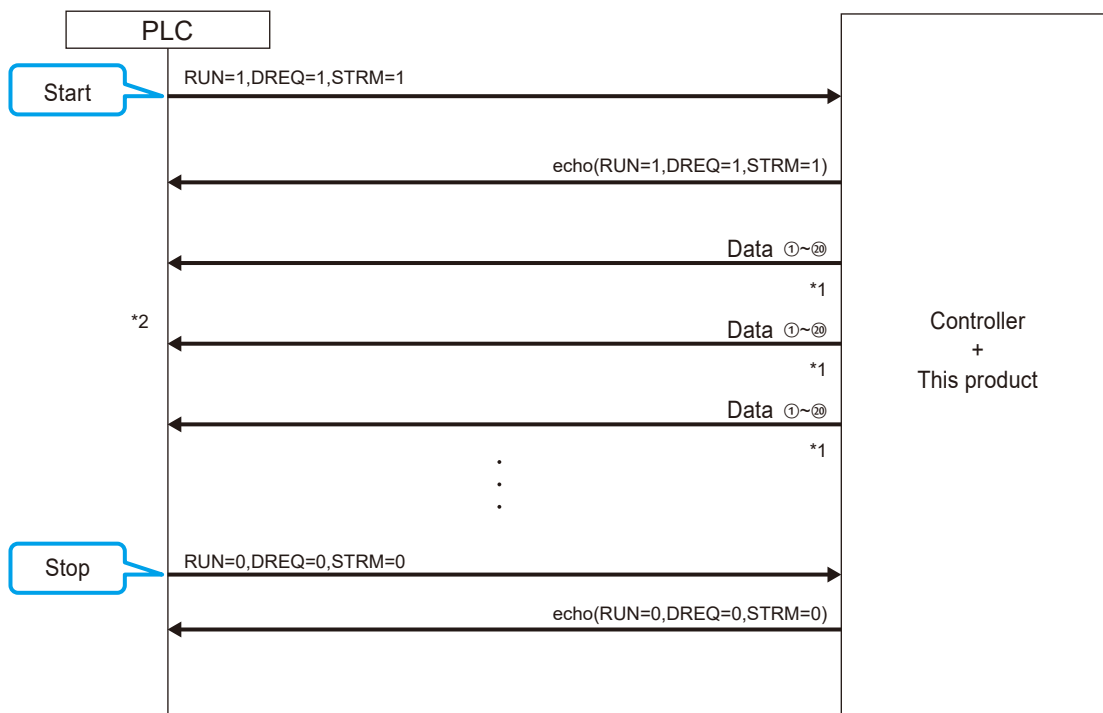 PLC
RUN=1,DREQ=1,STRM=1
Start
echo(RUN=1,DREQ=1,STRM=1)
Data ①~⑳
*1
*2
Data ①~⑳
Controller
+
This product
*1
Data ①~⑳
*1
RUN=0,DREQ=0,STRM=0
Stop
echo(RUN=0,DREQ=0,STRM=0)